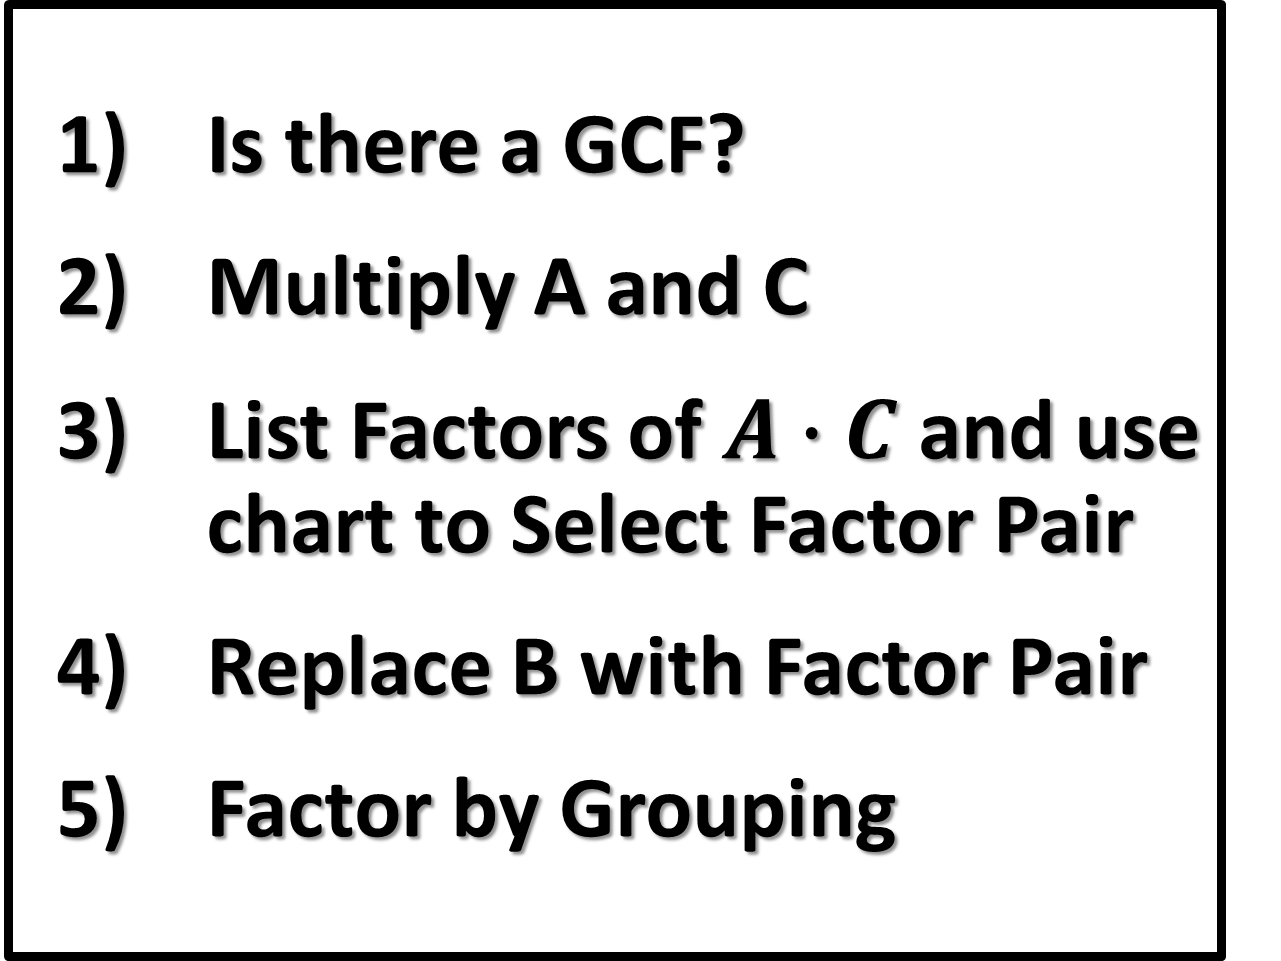 1) Is there a GCF?
2) Multiply A and C
3) List Factors of A · C and use
chart to Select Factor Pair
4) Replace B with Factor Pair
5) Factor by Grouping